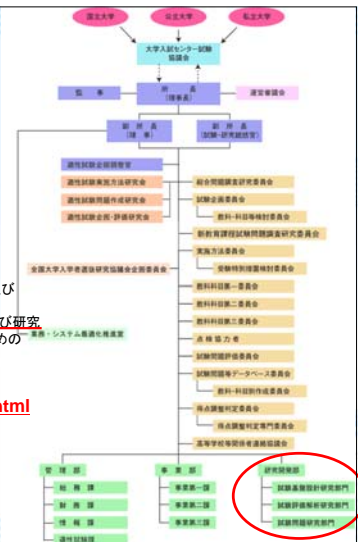 国立大学
公立大学
私立大学
大学入試センター試験
協議会
監 事
所 長
(理事長)
運営審議会
副 所 長
(理 事)
副 所 長
(試験・研究統括官)
適性試験企画調整官
適性試験実施方法研究会
適性試験問題作成研究会
適性試験企画・評価研究会
総合問題調査研究委員会
試験企画委員会
教科・科目等検討委員会
新教育課程試験問題調査研究委員会
実施方法委員会
受験特別措置検討委員会
全国大学入学者選抜研究協議会企画委員会
び
教科科目第一委員会
教科科目第二委員会
び研究
業務・システム最適化推進室
めの
教科科目第三委員会
点 検 協 力 者
試験問題評価委員会
試験問題等データベース委員会
教科・科目別作成委員会
html
得点調整判定委員会
得点調整判定専門委員会
高等学校等関係者連絡協議会
管 理 部
事 業 部
研究開発部
総 務 課
事業第一課
試験基盤設計研究部門
財 務 課
事業第二課
試験評価解析研究部門
情 報 課
事業第三課
試験問題研究部門
適性試験課